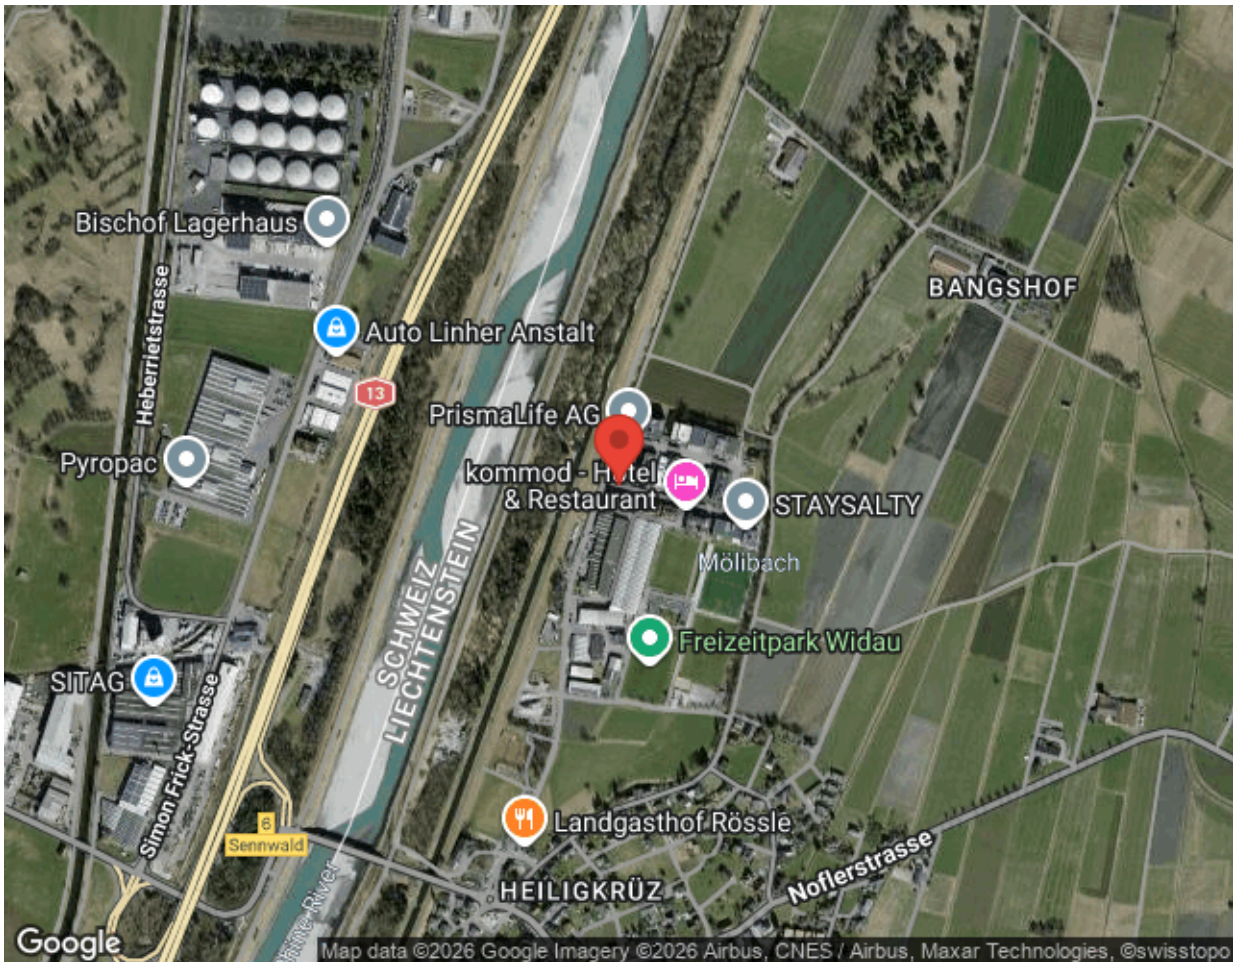 Bischof Lagerhaus
Heberrietstrasse
BANGSHOF
Auto Linher Anstalt
13
PrismaLife AG
Pyropac
kommod - Hotel
& Restaurant
STAYSALTY
Mölibach
SCHWEIZ
LIECHTENSTEIN
Freizeitpark Widau
SITAG
Simon Frick-Strasse
6
Sennwald
Landgasthof Rössle
Noflerstrasse
HEILIGKRÜZ
River
Google
Map data ©2026 Google Imagery ©2026 Airbus, CNES / Airbus, Maxar Technologies, ©swisstopo